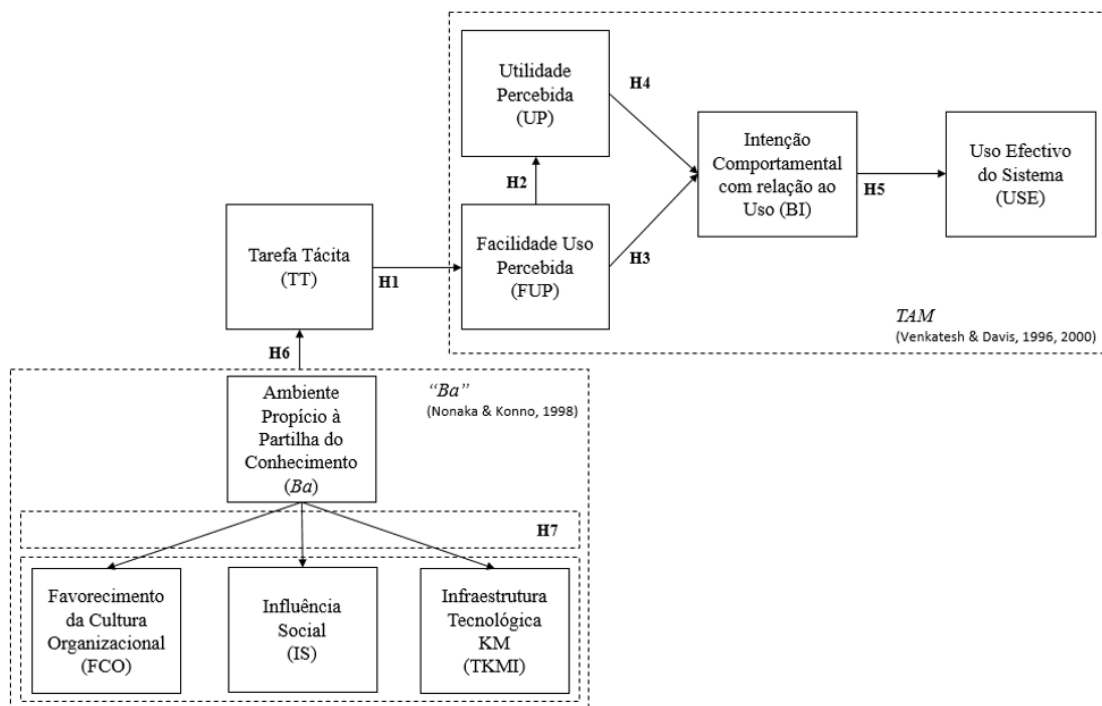 Utilidade
Percebida
(UP)
H4
Intenção
Comportamental
com relação ao
Uso (BI)
H5
Uso Efectivo
do Sistema
(USE)
H2
Tarefa Tácita
(TT)
H1
Facilidade Uso
Percebida
(FUP)
H3
TAM
(Venkatesh & Davis, 1996, 2000)
H6
Ambiente
Propício à
Partilha do
Conhecimento
(Ba)
“Ba”
(Nonaka & Konno, 1998)
H7
Favorecimento
da Cultura
Organizacional
(FCO)
Influência
Social
(IS)
Infraestrutura
Tecnológica
KM
(TKMI)